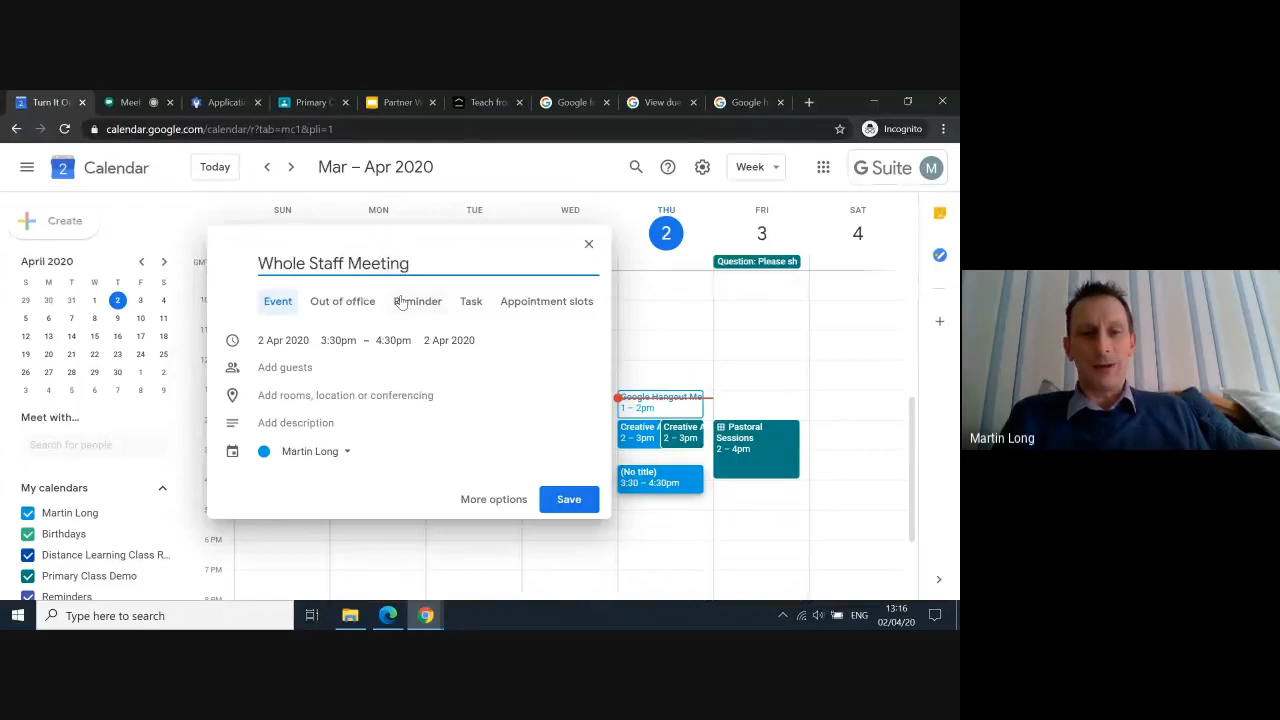 Turn It O
Meet
Applicatio
Primary C
Partner W
Teach fro
Google f
View due
Google h
calendar.google.com/calendar/r?tab=mc1&pli=1
Incognito
2 Calendar
Today
Mar – Apr 2020
Week
G Suite
M
Create
April 2020
S M T W T F S
29 30 31 1 2 3 4
5 6 7 8 9 10 11
12 13 14 15 16 17 18
19 20 21 22 23 24 25
26 27 28 29 30 1 2
3 4 5 6 7 8 9
Meet with...
Search for people
My calendars
Martin Long
Birthdays
Distance Learning Class R...
Primary Class Demo
Reminders
SUN MON TUE WED THU FRI SAT
2 3 4
Question: Please sh
Whole Staff Meeting
Event Out of office Reminder Task Appointment slots
2 Apr 2020 3:30pm – 4:30pm 2 Apr 2020
Add guests
Add rooms, location or conferencing
Add description
Martin Long
More options Save
Google Hangout Me
1 – 2pm
Creative A
2 – 3pm
Creative A
2 – 3pm
Pastoral
Sessions
2 – 4pm
(No title)
3:30 – 4:30pm
6 PM
7 PM
Type here to search
ENG
13:16
02/04/20
Martin Long